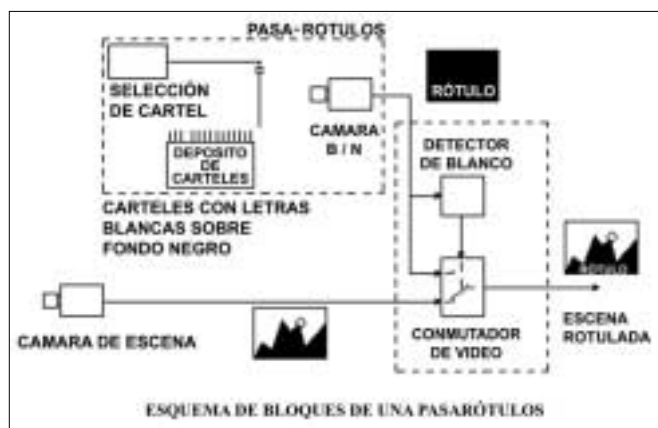 PASA-ROTULOS
SELECCIÓN
DE CARTEL
DEPOSITO
DE
CARTELES
CAMARA
B / N
RÓTULO
DETECTOR
DE BLANCO
CARTELES CON LETRAS
BLANCAS SOBRE
FONDO NEGRO
CAMARA DE ESCENA
CONMUTADOR
DE VIDEO
RÓTULO
ESCENA
ROTULADA
ESQUEMA DE BLOQUES DE UNA PASARÓTULOS